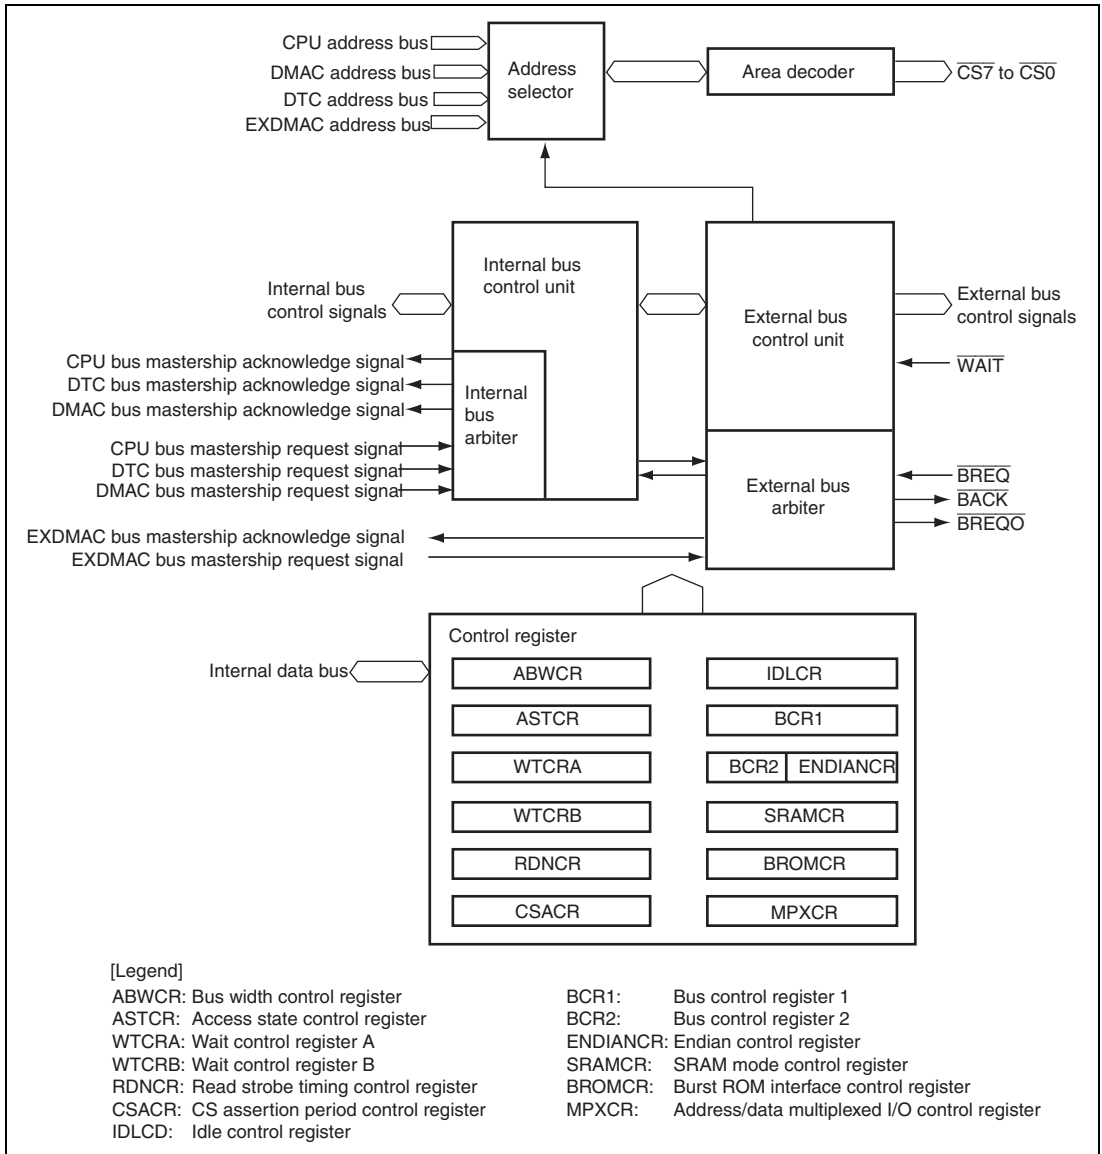 CPU address bus
DMAC address bus
DTC address bus
EXDMAC address bus
Address
selector
Area decoder
CS7 to CS0
Internal bus
control signals
Internal bus
control unit
External bus
control unit
External bus
control signals
WAIT
CPU bus mastership acknowledge signal
DTC bus mastership acknowledge signal
DMAC bus mastership acknowledge signal
Internal
bus
arbiter
CPU bus mastership request signal
DTC bus mastership request signal
DMAC bus mastership request signal
External bus
arbiter
BREQ
BACK
BREQO
EXDMAC bus mastership acknowledge signal
EXDMAC bus mastership request signal
Internal data bus
Control register
ABWCR
IDLCR
ASTCR
BCR1
WTCRA
BCR2 ENDIANCR
WTCRB
SRAMCR
RDNCR
BROMCR
CSACR
MPXCR
[Legend]
ABWCR: Bus width control register
ASTCR: Access state control register
WTCRA: Wait control register A
WTCRB: Wait control register B
RDNCR: Read strobe timing control register
CSACR: CS assertion period control register
IDLCD: Idle control register
BCR1: Bus control register 1
BCR2: Bus control register 2
ENDIANCR: Endian control register
SRAMCR: SRAM mode control register
BROMCR: Burst ROM interface control register
MPXCR: Address/data multiplexed I/O control register